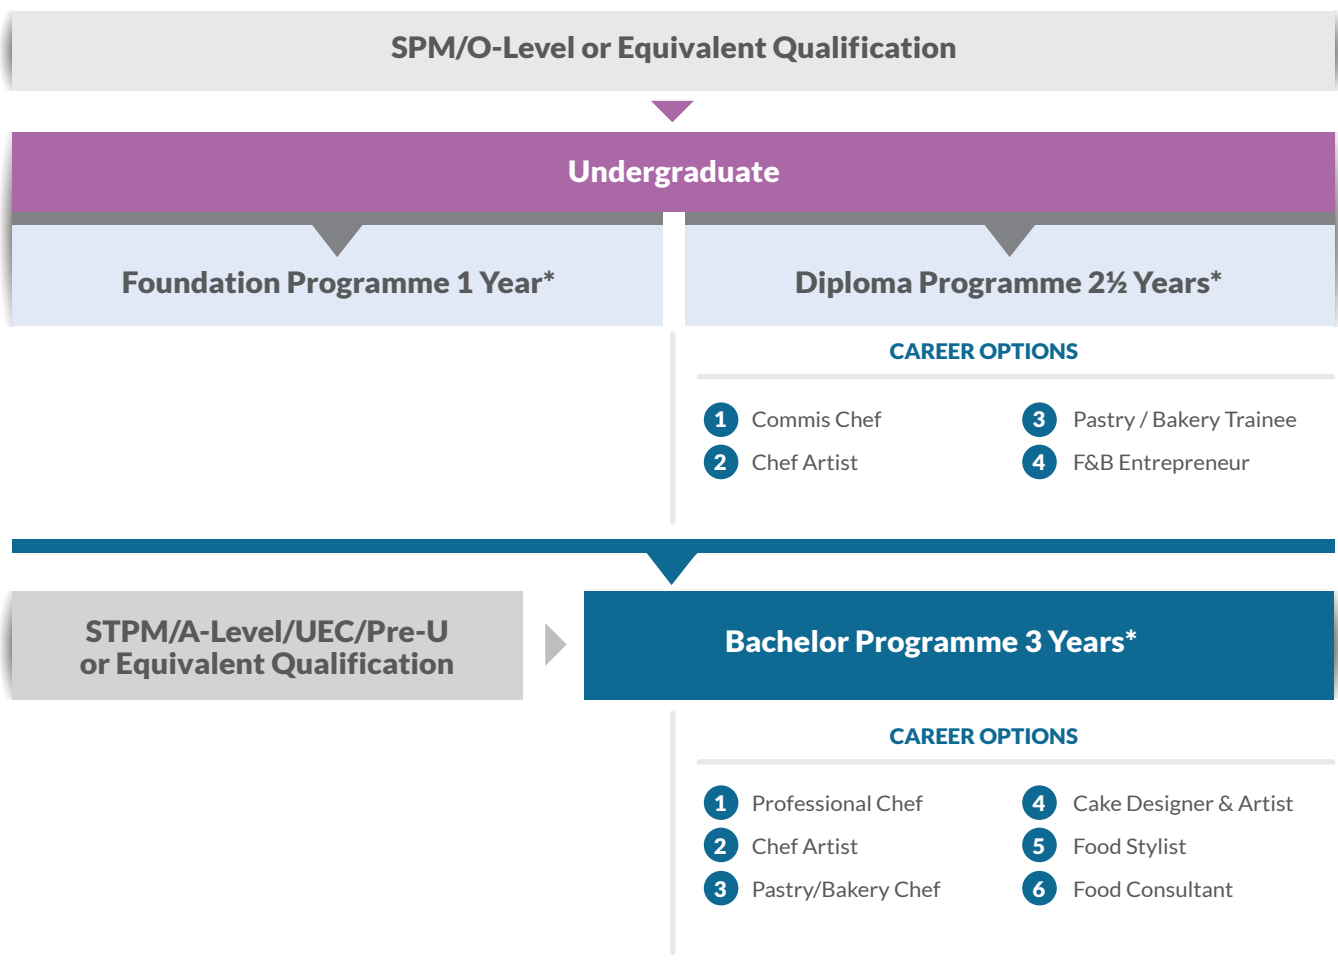 SPM/O-Level or Equivalent Qualification
Undergraduate
Foundation Programme 1 Year*
Diploma Programme 2½ Years*
CAREER OPTIONS
1 Commis Chef
2 Chef Artist
3 Pastry / Bakery Trainee
4 F&B Entrepreneur
STPM/A-Level/UEC/Pre-U
or Equivalent Qualification
Bachelor Programme 3 Years*
CAREER OPTIONS
1 Professional Chef
2 Chef Artist
3 Pastry/Bakery Chef
4 Cake Designer & Artist
5 Food Stylist
6 Food Consultant